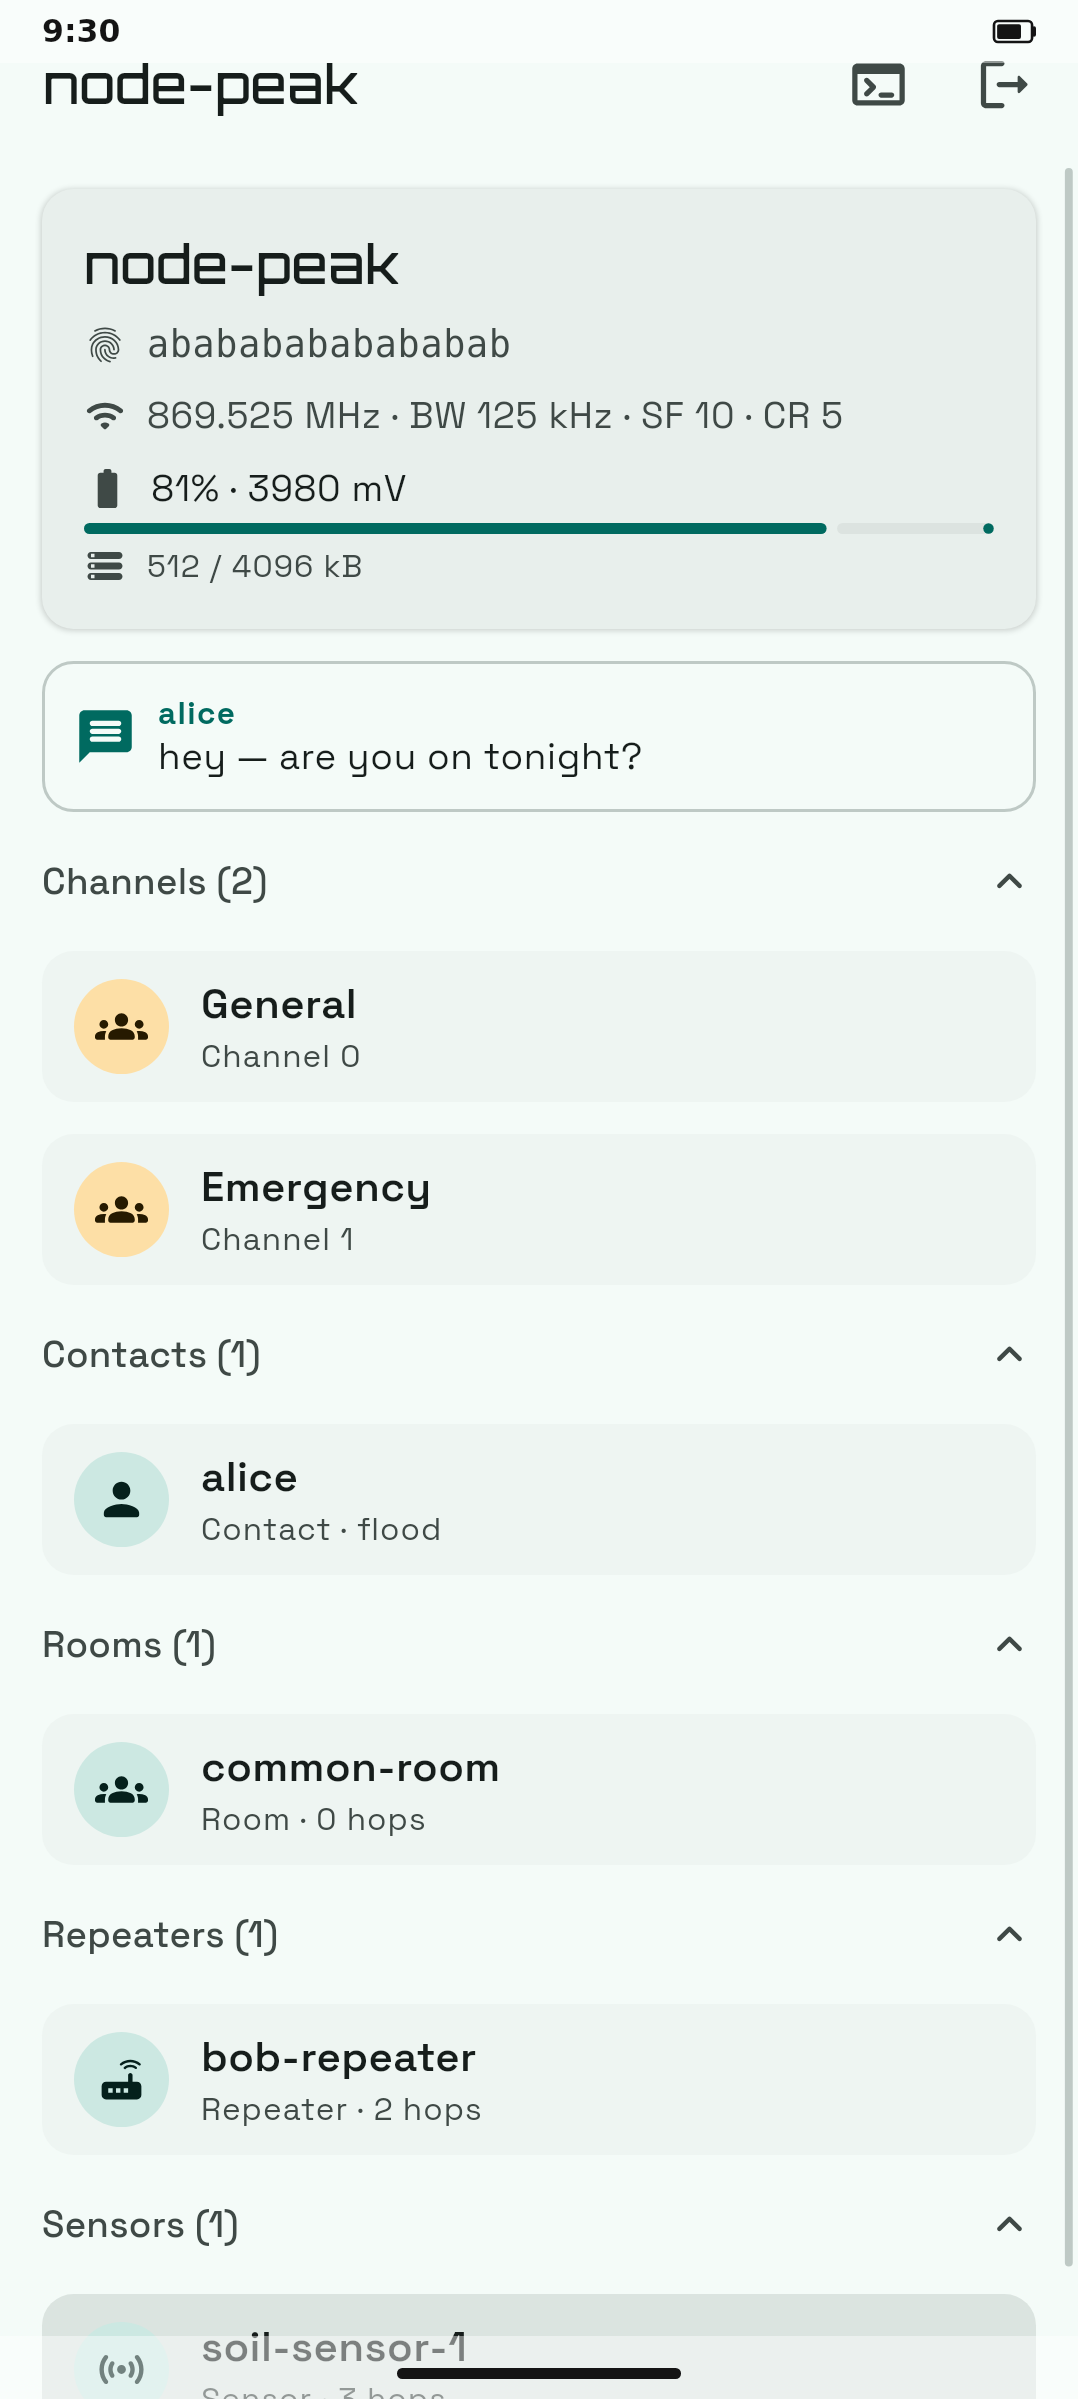 9:30
node-peak
node-peak
abababababababab
869.525 MHz · BW 125 kHz · SF 10 · CR 5
81% · 3980 mV
512 / 4096 kB
alice
hey — are you on tonight?
Channels (2)
General
Channel 0
Emergency
Channel 1
Contacts (1)
alice
Contact · flood
Rooms (1)
common-room
Room · 0 hops
Repeaters (1)
bob-repeater
Repeater · 2 hops
Sensors (1)
soil-sensor-1
Sensor · 3 hops